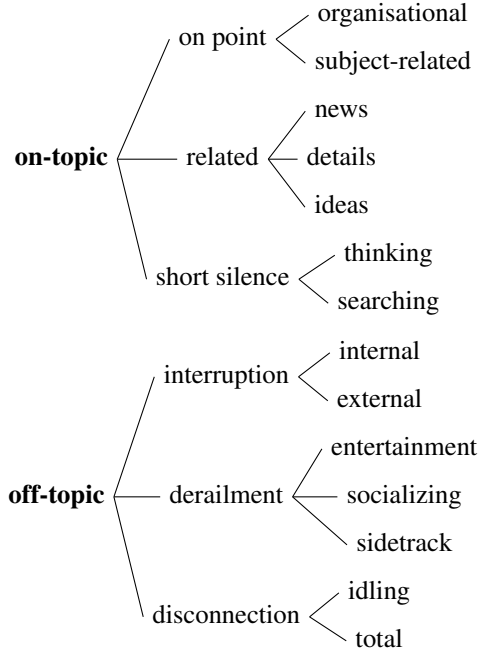 organisational
on point
subject-related
news
on-topic
related
details
ideas
thinking
short silence
searching
internal
interruption
external
entertainment
off-topic
derailment
socializing
sidetrack
idling
disconnection
total